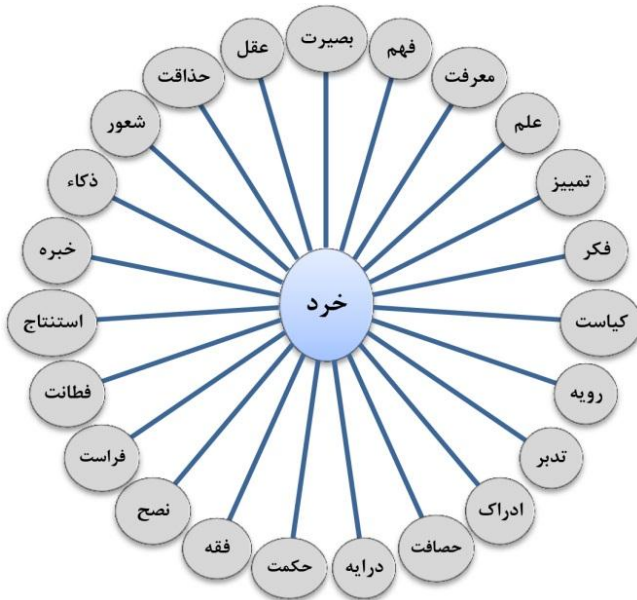 خرد
بصیرت
فهم
معرفت
علم
تمییز
فکر
کیاست
رویه
تدبر
ادراک
حصافت
درایه
حکمت
فقه
نصح
فراست
فطانت
استنتاج
خبره
ذکاء
شعور
حذاقت
عقل